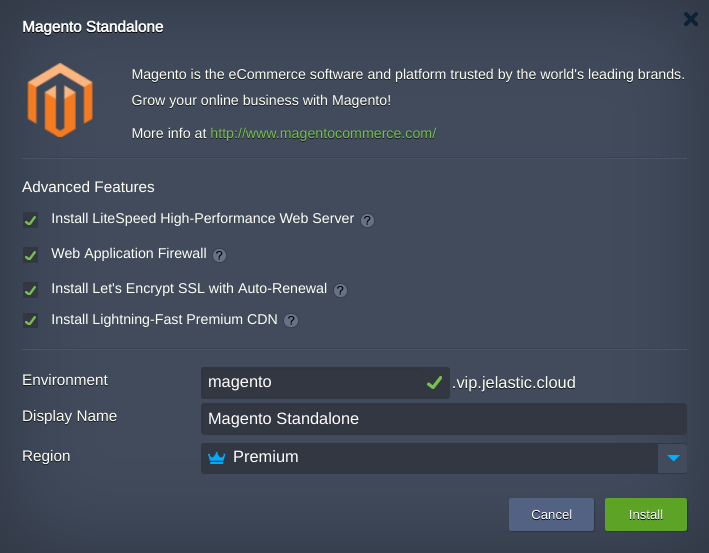 Magento Standalone
Magento is the eCommerce software and platform trusted by the world's leading brands.
Grow your online business with Magento!
More info at http://www.magentocommerce.com/
Advanced Features
Install LiteSpeed High-Performance Web Server ?
Web Application Firewall ?
Install Let's Encrypt SSL with Auto-Renewal ?
Install Lightning-Fast Premium CDN ?
Environment magento .vip.jelastic.cloud
Display Name Magento Standalone
Region Premium
Cancel Install